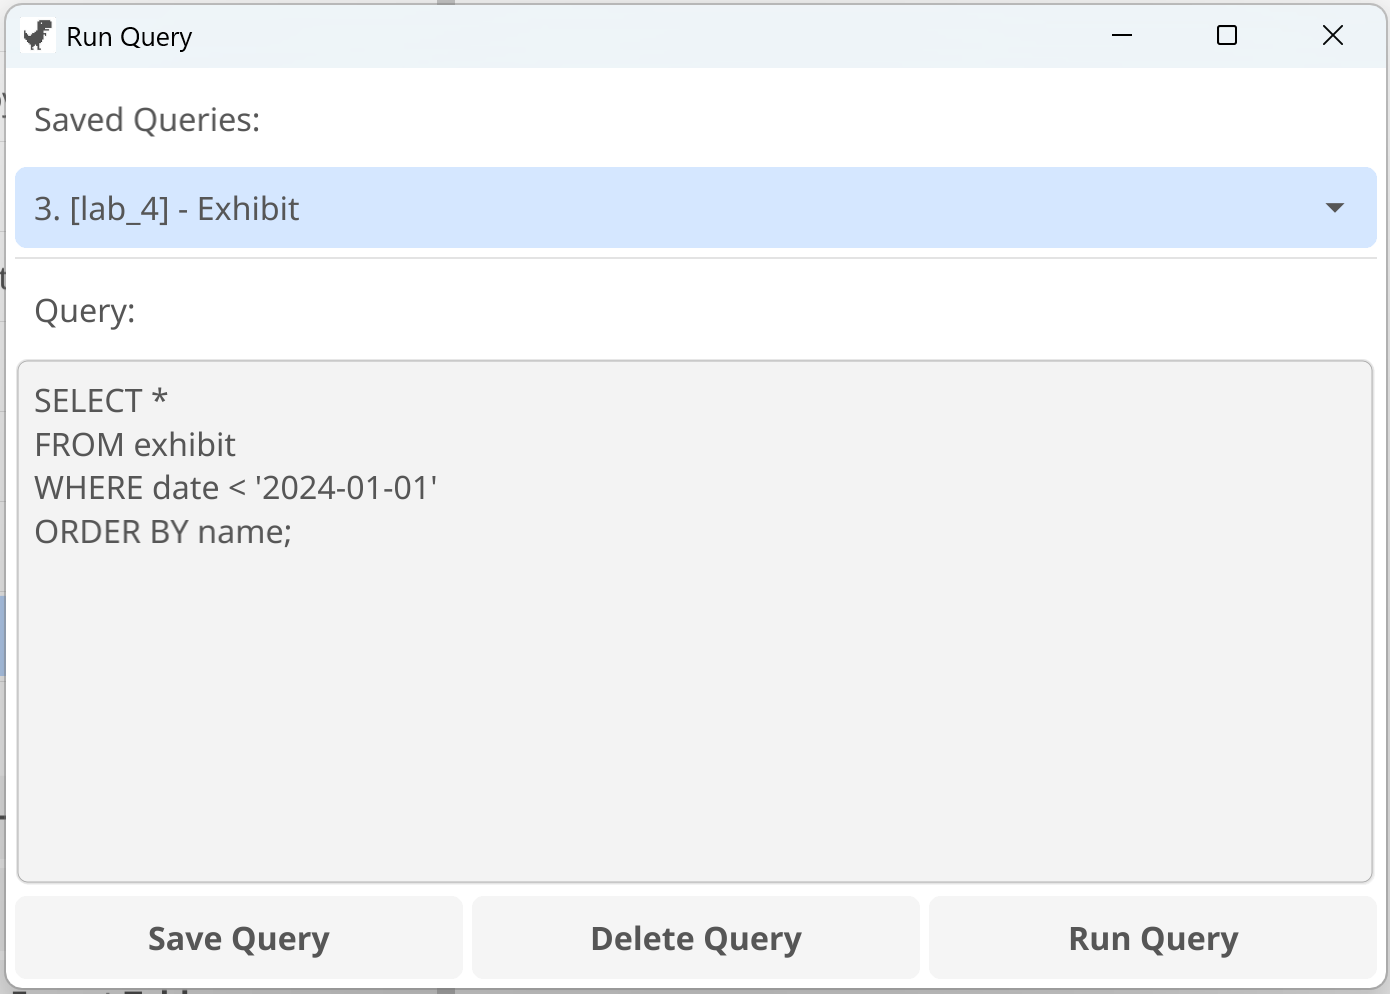 Run Query
Saved Queries:
3. [lab_4] - Exhibit
Query:
SELECT *
FROM exhibit
WHERE date < '2024-01-01'
ORDER BY name;
Save Query
Delete Query
Run Query